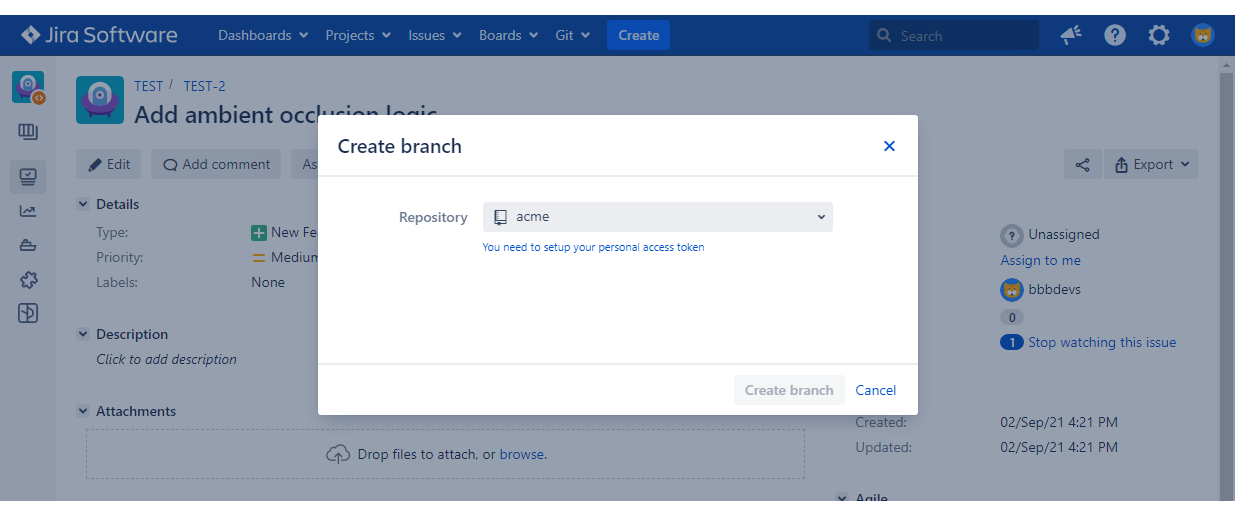 Jira Software Dashboards Projects Issues Boards Git Create Search
TEST / TEST-2
Add ambient occlusion logic
Create branch
Edit Add comment As Export
Details
Repository acme
Type: New Fe
Unassigned
You need to setup your personal access token
Priority: Medium
Assign to me
Labels: None
bbbdevs
0
Description
1 Stop watching this issue
Click to add description
Create branch Cancel
Attachments
Created: 02/Sep/21 4:21 PM
Updated: 02/Sep/21 4:21 PM
Drop files to attach, or browse.
Agile